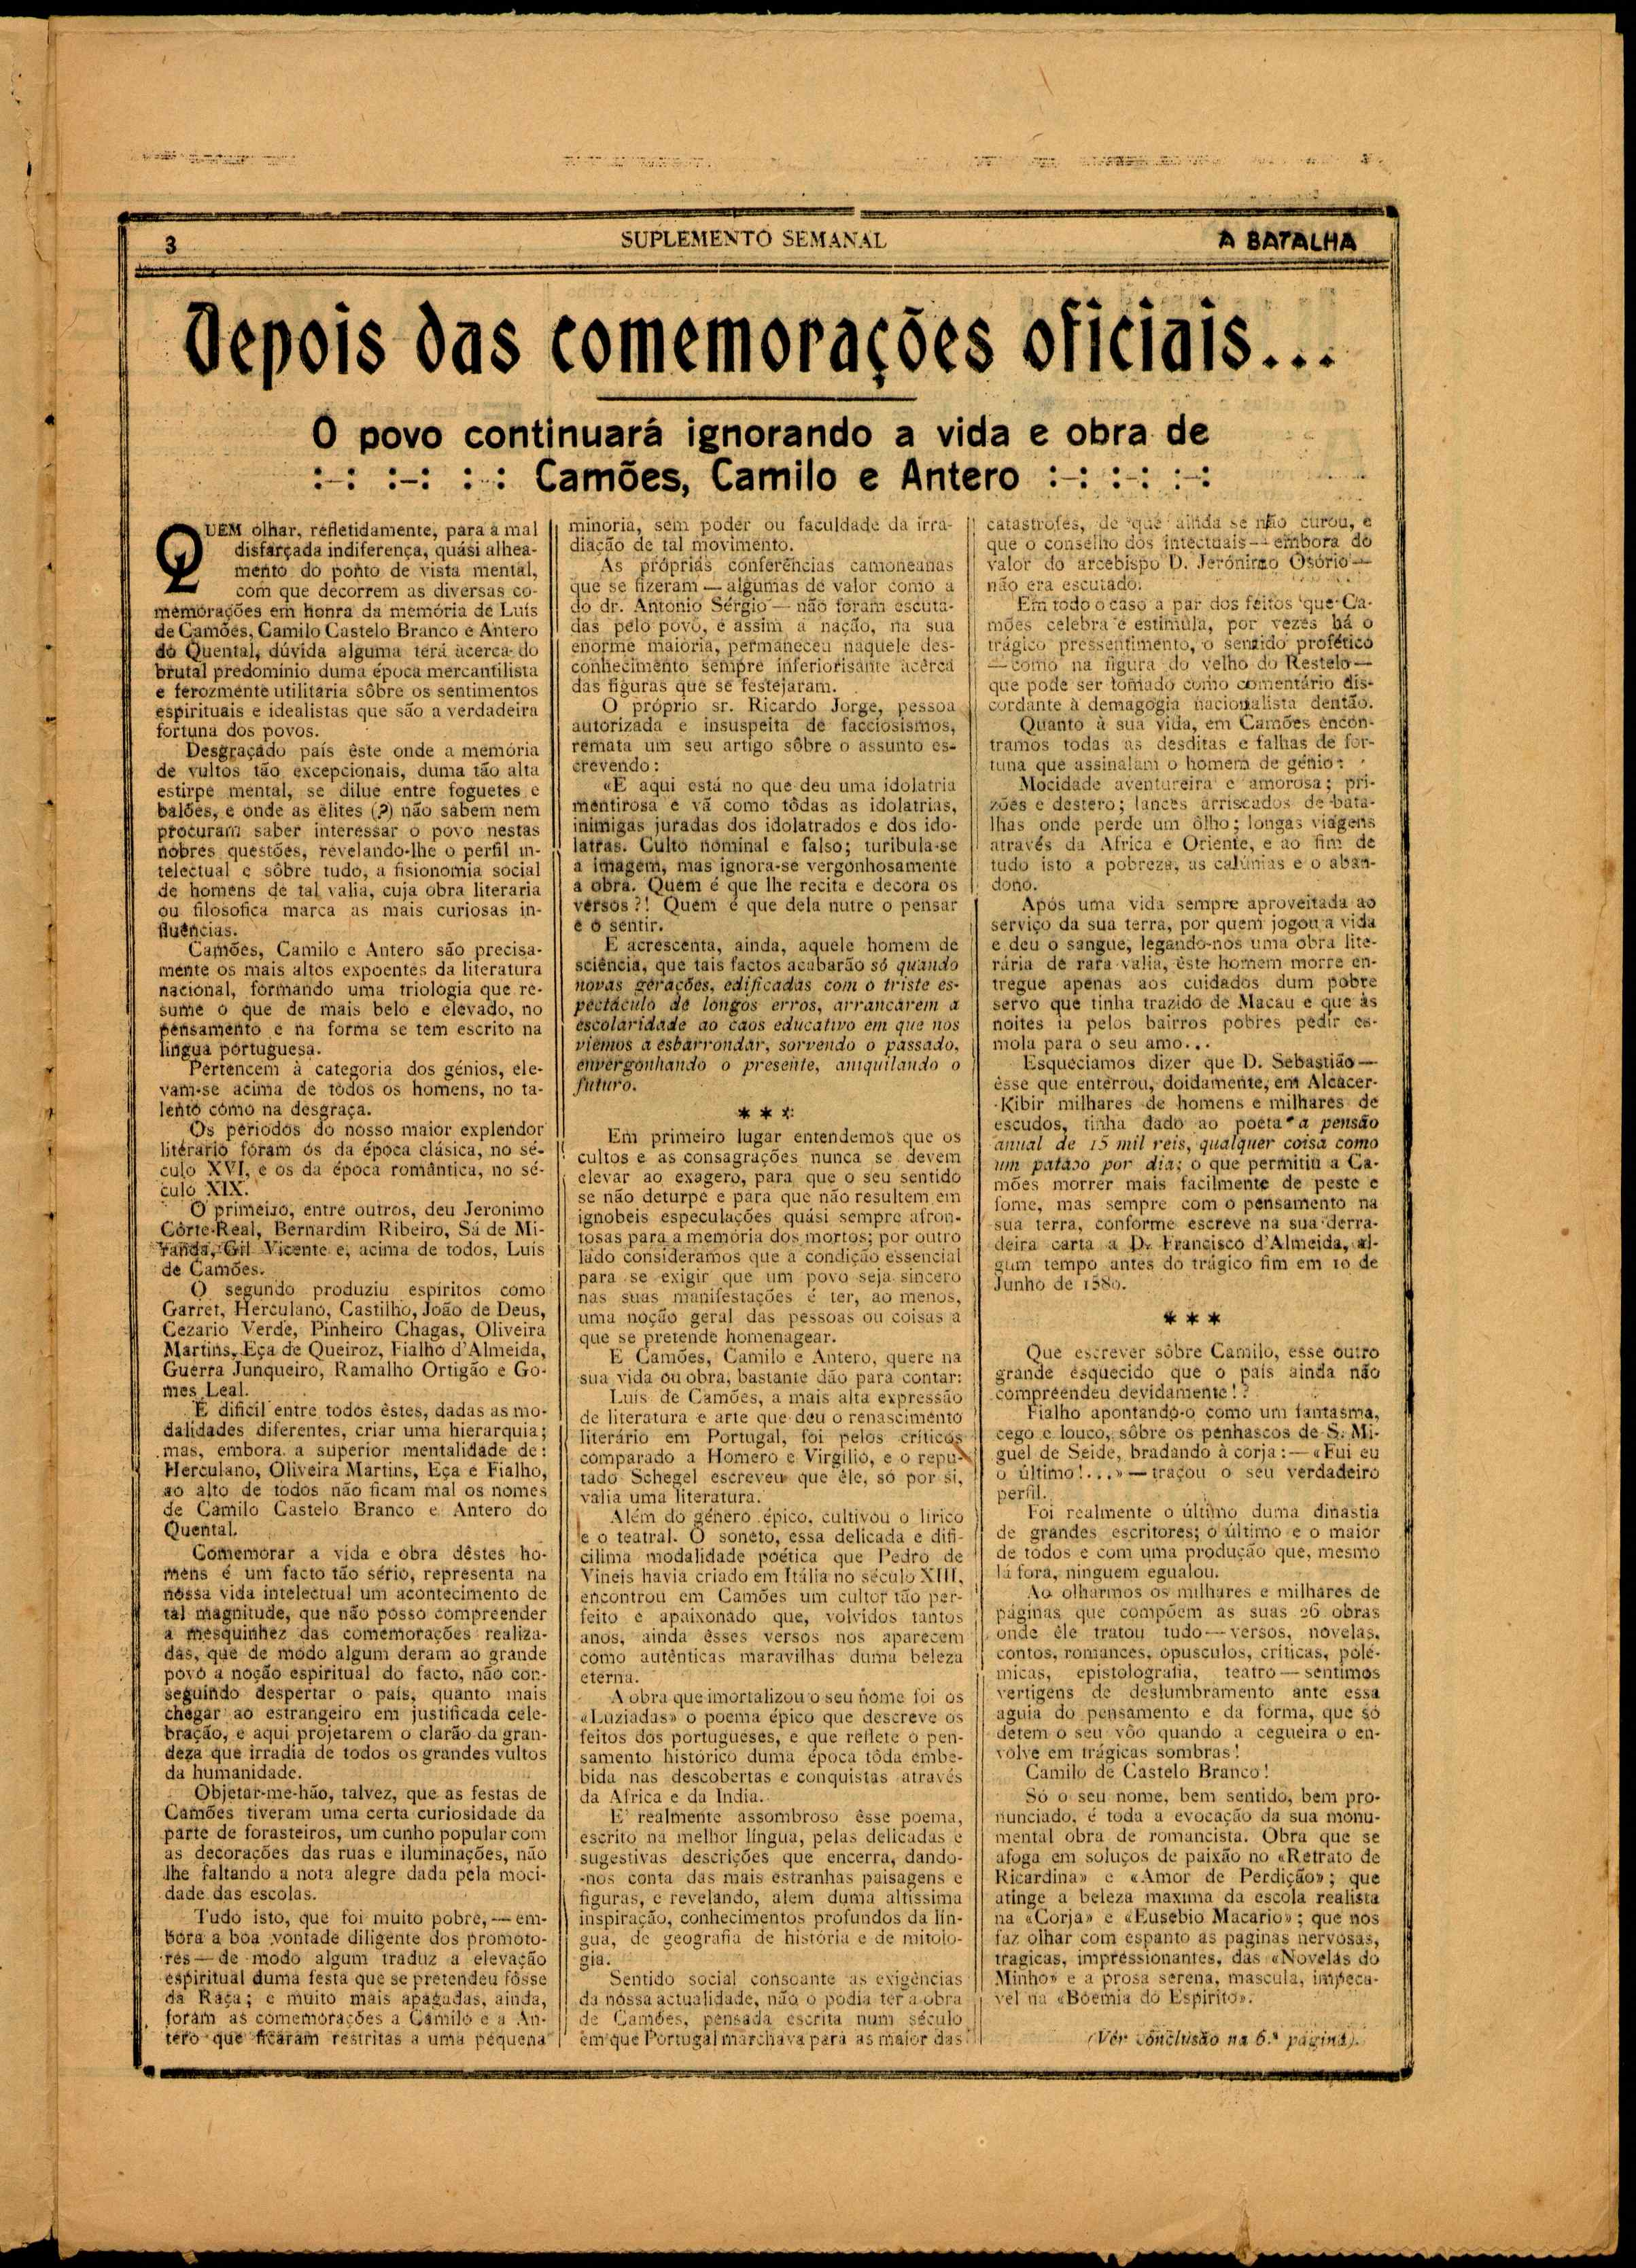 3
SUPLEMENTO SEMANAL
A BATALHA
Depois das comemorações oficiais...
O povo continuará ignorando a vida e obra de
:-: :-: :-: Camões, Camilo e Antero :-: :-: :-:
QUEM olhar, refletidamente, para a mal
disfarçada indiferença, quási alhea-
mento do ponto de vista mental,
com que decorrem as diversas co-
memorações em honra da memória de Luís
de Camões, Camilo Castelo Branco e Antero
do Quental, dúvida alguma terá àcerca do
brutal predomínio duma época mercantilista
e ferozmente utilitaria sôbre os sentimentos
espirituais e idealistas que são a verdadeira
fortuna dos povos.
Desgraçado país êste onde a memória
de vultos tão excepcionais, duma tão alta
estirpe mental, se dilue entre foguetes e
balões, e onde as élites (?) não sabem nem
procuram saber interessar o povo nestas
nobres questões, revelando-lhe o perfil in-
telectual e sôbre tudo, a fisionomia social
de homens de tal valia, cuja obra literaria
ou filosofica marca as mais curiosas in-
fluências.
Camões, Camilo e Antero são precisa-
mente os mais altos expoentes da literatura
nacional, formando uma triologia que re-
sume o que de mais belo e elevado, no
pensamento e na forma se tem escrito na
lingua portuguesa.
Pertencem à categoria dos génios, ele-
vam-se acima de todos os homens, no ta-
lento como na desgraça.
Os períodos do nosso maior explendor
literário foram os da época clásica, no sé-
culo XVI, e os da época romântica, no sé-
culo XIX.
O primeiro, entre outros, deu Jeronimo
Côrte-Real, Bernardim Ribeiro, Sá de Mi-
randa, Gil Vicente e, acima de todos, Luis
de Camões.
O segundo produziu espíritos como
Garret, Herculano, Castilho, João de Deus,
Cezario Verde, Pinheiro Chagas, Oliveira
Martins, Eça de Queiroz, Fialho d'Almeida,
Guerra Junqueiro, Ramalho Ortigão e Go-
mes Leal.
E dificil entre todos êstes, dadas as mo-
dalidades diferentes, criar uma hierarquia;
mas, embora a superior mentalidade de:
Herculano, Oliveira Martins, Eça e Fialho,
ao alto de todos não ficam mal os nomes
de Camilo Castelo Branco e Antero do
Quental.
Comemorar a vida e obra dêstes ho-
mens é um facto tão sério, representa na
nossa vida intelectual um acontecimento de
tal magnitude, que não posso compreender
a mesquinhez das comemorações realiza-
das, que de modo algum deram ao grande
povo a noção espiritual do facto, não con-
seguindo despertar o país, quanto mais
chegar ao estrangeiro em justificada cele-
bração, e aqui projetarem o clarão da gran-
deza que irradia de todos os grandes vultos
da humanidade.
Objetar-me-hão, talvez, que as festas de
Camões tiveram uma certa curiosidade da
parte de forasteiros, um cunho popular com
as decorações das ruas e iluminações, não
lhe faltando a nota alegre dada pela moci-
dade das escolas.
Tudo isto, que foi muito pobre,—em-
bora a boa vontade diligente dos promoto-
res—de modo algum traduz a elevação
espiritual duma festa que se pretendeu fôsse
da Raça; e muito mais apagadas, ainda,
foram as comemorações a Camilo e a An-
tero que ficaram restritas a uma pequena
minoria, sem poder ou faculdade da irra-
diação de tal movimento.
As próprias conferências camoneanas
que se fizeram—algumas de valor como a
do dr. Antonio Sérgio—não foram escuta-
das pelo povo, e assim a nação, na sua
enorme maioria, permaneceu naquele des-
conhecimento sempre inferiorisante àcêrca
das figuras que se festejaram.
O próprio sr. Ricardo Jorge, pessoa
autorizada e insuspeita de facciosismos,
remata um seu artigo sôbre o assunto es-
crevendo:
«E aqui está no que deu uma idolatria
mentirosa e vã como tôdas as idolatrias,
inimigas juradas dos idolatrados e dos ido-
latras. Culto nominal e falso; turibula-se
a imagem, mas ignora-se vergonhosamente
a obra. Quem é que lhe recita e decora os
versos?! Quem é que dela nutre o pensar
e o sentir.
E acrescenta, ainda, aquele homem de
sciência, que tais factos acabarão só quando
novas gerações, edificadas com o triste es-
pectáculo de longos erros, arrancarem a
escolaridade ao caos educativo em que nos
viemos a esbarrondar, sorvendo o passado,
envergonhando o presente, aniquilando o
futuro.
* * *
Em primeiro lugar entendemos que os
cultos e as consagrações nunca se devem
elevar ao exagero, para que o seu sentido
se não deturpe e para que não resultem em
ignobeis especulações quási sempre afron-
tosas para a memória dos mortos; por outro
lado consideramos que a condição essencial
para se exigir que um povo seja sincero
nas suas manifestações é ter, ao menos,
uma noção geral das pessoas ou coisas a
que se pretende homenagear.
E Camões, Camilo e Antero, quere na
sua vida ou obra, bastante dão para contar:
Luís de Camões, a mais alta expressão
de literatura e arte que deu o renascimento
literário em Portugal, foi pelos críticos
comparado a Homero e Virgílio, e o repu-
tado Schegel escreveu que êle, só por si,
valia uma literatura.
Além do género épico, cultivou o lírico
e o teatral. O soneto, essa delicada e difi-
cílima modalidade poética que Pedro de
Vineis havia criado em Itália no século XIII,
encontrou em Camões um cultor tão per-
feito e apaixonado que, volvidos tantos
anos, ainda êsses versos nos aparecem
como autênticas maravilhas duma beleza
eterna.
A obra que imortalizou o seu nome foi os
«Luziadas» o poema épico que descreve os
feitos dos portugueses, e que reflete o pen-
samento histórico duma época tôda embe-
bida nas descobertas e conquistas através
da Africa e da India.
E' realmente assombroso êsse poema,
escrito na melhor língua, pelas delicadas e
sugestivas descrições que encerra, dando-
-nos conta das mais estranhas paisagens e
figuras, e revelando, alem duma altissima
inspiração, conhecimentos profundos da lín-
gua, de geografia de história e de mitolo-
gia.
Sentido social consoante as exigências
da nossa actualidade, não o podia ter a obra
de Camões, pensada escrita num século
em que Portugal marchava para as maior das
catastrofes, de que ainda se não curou, e
que o conselho dos intectuais—embora do
valor do arcebispo D. Jerónimo Osório—
não era escutado.
Em todo o caso a par dos feitos que Ca-
mões celebra e estimula, por vezes há o
trágico pressentimento, o sentido profético
—como na figura do velho do Restelo—
que pode ser tomado como comentário dis-
cordante à demagogia nacionalista dentão.
Quanto à sua vida, em Camões encon-
tramos todas as desditas e falhas de for-
tuna que assinalam o homem de génio:
Mocidade aventureira e amorosa; pri-
zões e destero; lances arriscados de bata-
lhas onde perde um ôlho; longas viagens
através da Africa e Oriente, e ao fim de
tudo isto a pobreza, as calúnias e o aban-
dono.
Após uma vida sempre aproveitada ao
serviço da sua terra, por quem jogou a vida
e deu o sangue, legando-nos uma obra lite-
rária de rara valia, êste homem morre en-
tregue apenas aos cuidados dum pobre
servo que tinha trazido de Macau e que às
noites ia pelos bairros pobres pedir es-
mola para o seu amo...
Esqueciamos dizer que D. Sebastião—
êsse que enterrou, doidamente, em Alcácer-
-Kibir milhares de homens e milhares de
escudos, tinha dado ao poeta a pensão
anual de 15 mil reis, qualquer coisa como
um pataco por dia; o que permitiu a Ca-
mões morrer mais facilmente de peste e
fome, mas sempre com o pensamento na
sua terra, conforme escreve na sua derra-
deira carta a D. Francisco d'Almeida, al-
gum tempo antes do trágico fim em 10 de
Junho de 1580.
* * *
Que escrever sôbre Camilo, esse outro
grande esquecido que o país ainda não
compreendeu devidamente!?
Fialho apontando-o como um fantasma,
cego e louco, sôbre os penhascos de S. Mi-
guel de Seide, bradando à corja:—«Fui eu
o último!...»—traçou o seu verdadeiro
perfil.
Foi realmente o último duma dinastia
de grandes escritores; o último e o maior
de todos e com uma produção que, mesmo
lá fora, ninguem egualou.
Ao olharmos os milhares e milhares de
páginas que compõem as suas 26 obras
onde êle tratou tudo—versos, novelas,
contos, romances, opusculos, críticas, polé-
micas, epistolografia, teatro—sentimos
vertigens de deslumbramento ante essa
aguia do pensamento e da forma, que só
detem o seu vôo quando a cegueira o en-
volve em trágicas sombras!
Camilo de Castelo Branco!
Só o seu nome, bem sentido, bem pro-
nunciado, é toda a evocação da sua monu-
mental obra de romancista. Obra que se
afoga em soluços de paixão no «Retrato de
Ricardina» e «Amor de Perdição»; que
atinge a beleza maxima da escola realista
na «Corja» e «Eusebio Macario»; que nos
faz olhar com espanto as paginas nervosas,
tragicas, impressionantes, das «Novelas do
Minho» e a prosa serena, mascula, impeca-
vel na «Boemia do Espirito».
(Vêr conclusão na 6.ª página).